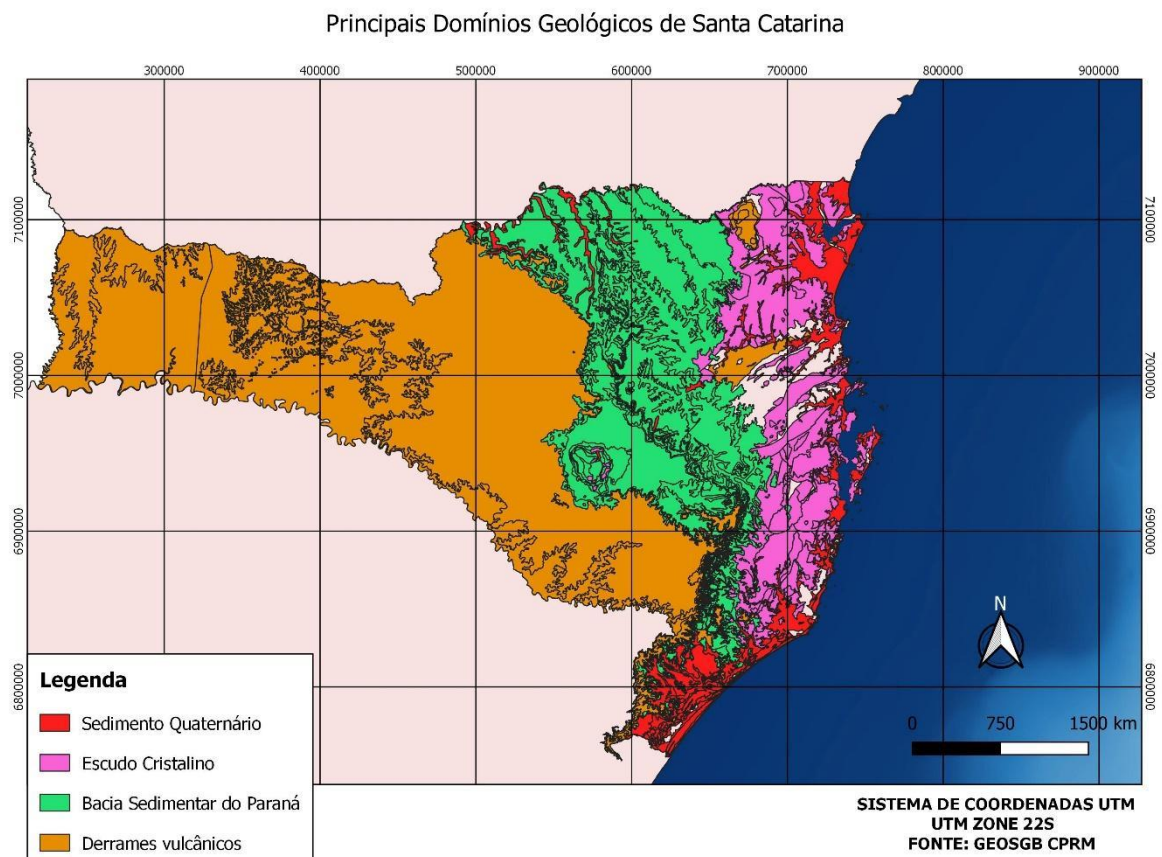 Principais Domínios Geológicos de Santa Catarina
300000 400000 500000 600000 700000 800000 900000
7100000 7100000
7000000 7000000
6900000 6900000
6800000 6800000
N
Legenda
Sedimento Quaternário
Escudo Cristalino
Bacia Sedimentar do Paraná
Derrames vulcânicos
0 750 1500 km
SISTEMA DE COORDENADAS UTM
UTM ZONE 22S
FONTE: GEOSGB CPRM